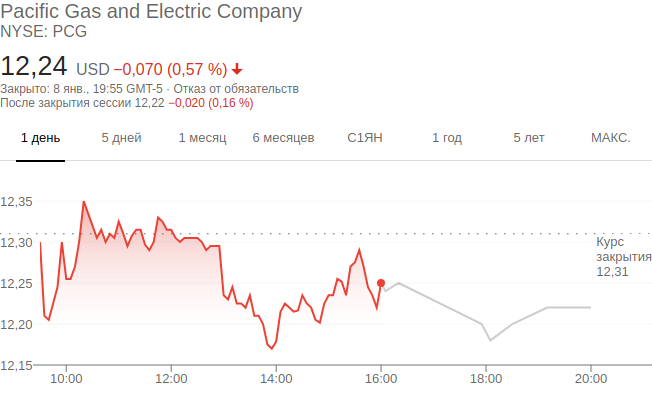 Pacific Gas and Electric Company
NYSE: PCG
12,24 USD −0,070 (0,57 %)
Закрыто: 8 янв., 19:55 GMT-5 · Отказ от обязательств
После закрытия сессии 12,22 −0,020 (0,16 %)
1 день 5 дней 1 месяц 6 месяцев С1ЯН 1 год 5 лет МАКС.
12,35
12,30
Курс
закрытия
12,31
12,25
12,20
12,15
10:00 12:00 14:00 16:00 18:00 20:00